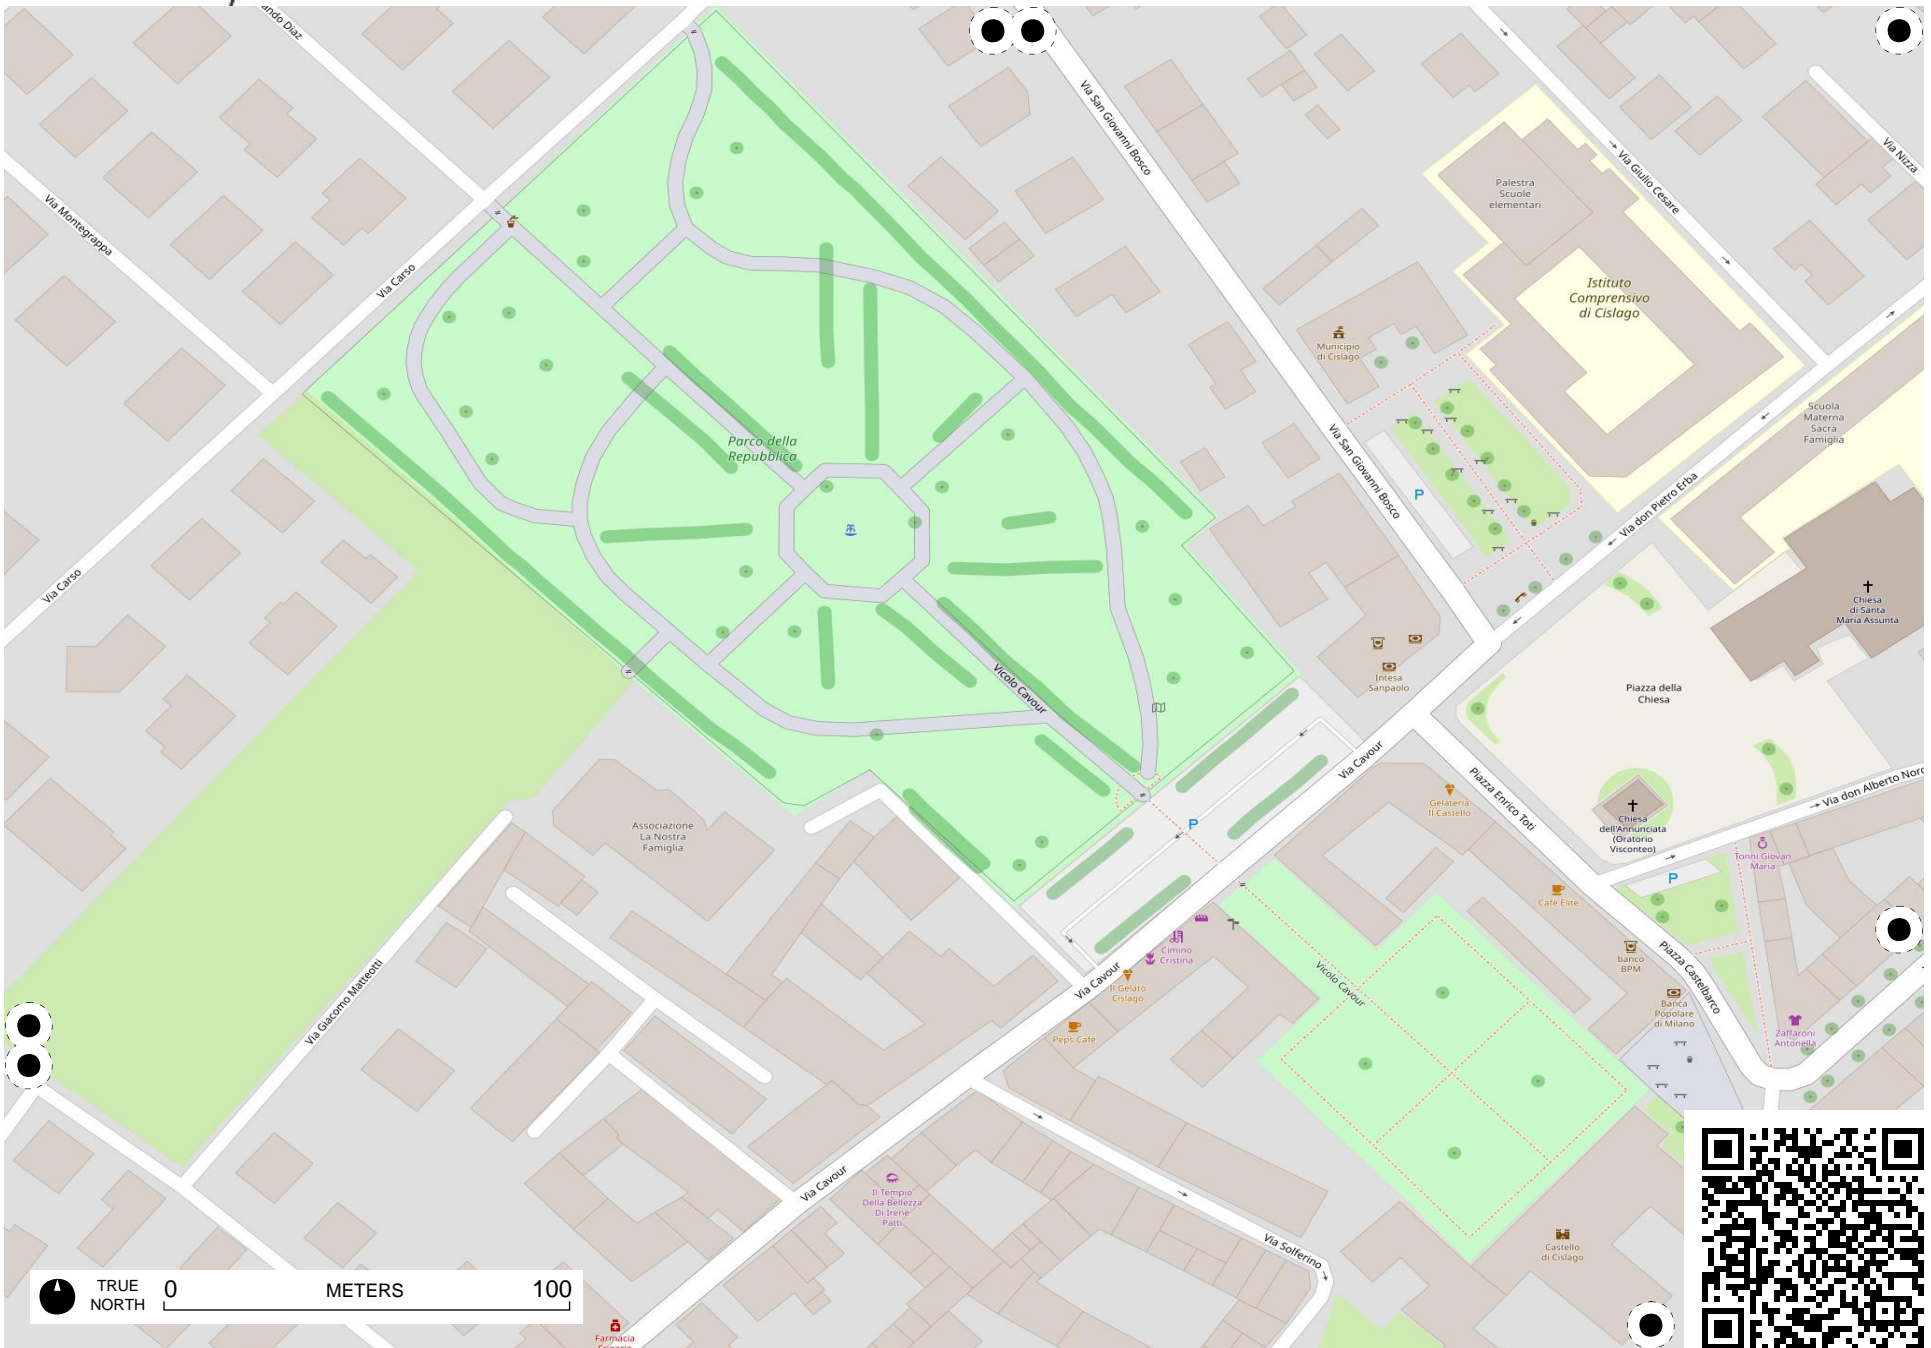 Via San Giovanni Bosco
Via Nizza
Via Giulio Cesare
Palestra
Scuole
elementari
Via Montegrappa
Via Carso
Istituto
Comprensivo
di Cislago
Municipio
di Cislago
Scuola
Materna
Sacra
Famiglia
Parco della
Repubblica
Via San Giovanni Bosco
P
Via don Pietro Erba
Via Carso
Chiesa
di Santa
Maria Assunta
Intesa
Sanpaolo
Vicolo Cavour
Piazza della
Chiesa
Via Cavour
Piazza Enrico Toti
Gelateria
Il Castello
P
Chiesa
dell'Annunciata
(Oratorio
Visconteo)
Associazione
La Nostra
Famiglia
Tonni Giovan
Maria
P
Cafè Elite
Cimino
Cristina
banco
BPM
Piazza Castelbarco
Via Cavour
Il Gelato
Cislago
Vicolo Cavour
Banca
Popolare
di Milano
Via Giacomo Matteotti
Peps Cafè
Zaffaroni
Antonella
Via Cavour
Il Tempio
Della Bellezza
Di Irene
Patti
Via Solferino
Castello
di Cislago
TRUE
NORTH
0 METERS 100
Farmacia